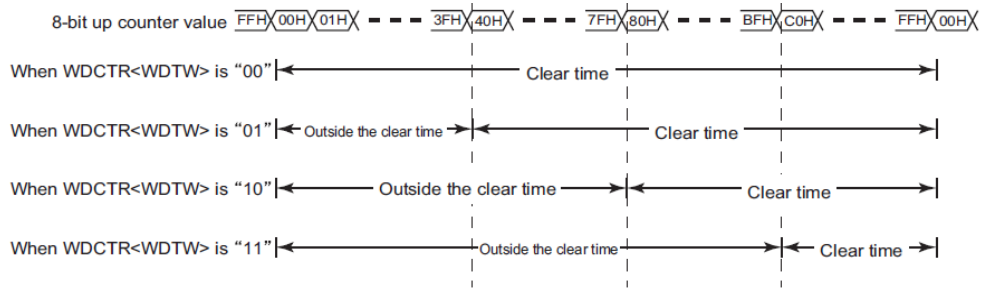 8-bit up counter value FFH 00H 01H 3FH 40H 7FH 80H BFH C0H FFH 00H
When WDCTR<WDTW> is “00” Clear time
When WDCTR<WDTW> is “01” Outside the clear time Clear time
When WDCTR<WDTW> is “10” Outside the clear time Clear time
When WDCTR<WDTW> is “11” Outside the clear time Clear time